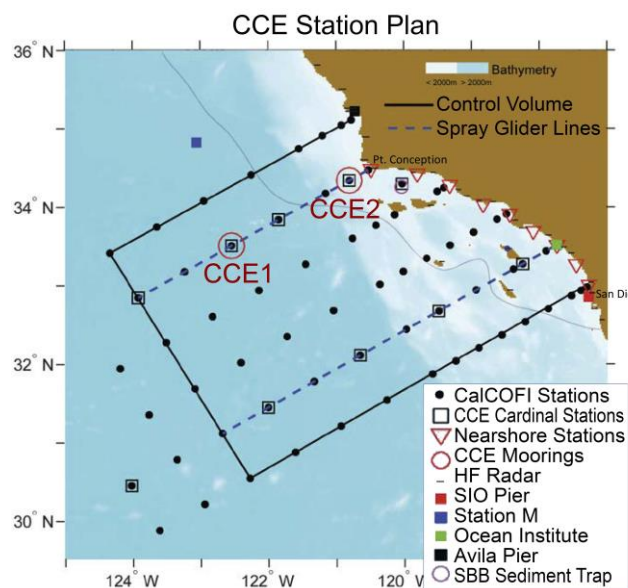 CCE Station Plan
36° N
Bathymetry
< 2000m > 2000m
Control Volume
Spray Glider Lines
Pt. Conception
34° N
CCE2
CCE1
San Die
32° N
30° N
124° W
122° W
120° W
CalCOFI Stations
CCE Cardinal Stations
Nearshore Stations
CCE Moorings
HF Radar
SIO Pier
Station M
Ocean Institute
Avila Pier
SBB Sediment Trap